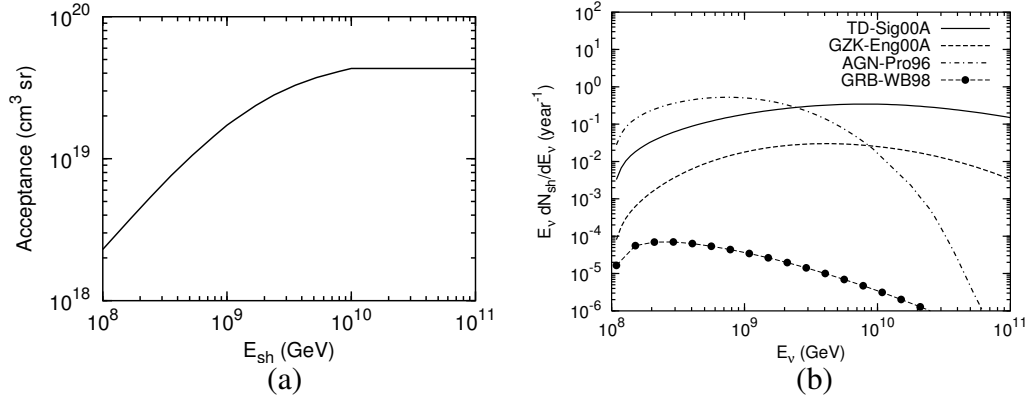 10^20
10^19
10^18
Acceptance (cm^3 sr)
10^8
10^9
10^10
10^11
E_sh (GeV)
(a)
10^2
10^1
10^0
10^-1
10^-2
10^-3
10^-4
10^-5
10^-6
E_ν dN_sh/dE_ν (year^-1)
TD-Sig00A
GZK-Eng00A
AGN-Pro96
GRB-WB98
10^8
10^9
10^10
10^11
E_ν (GeV)
(b)